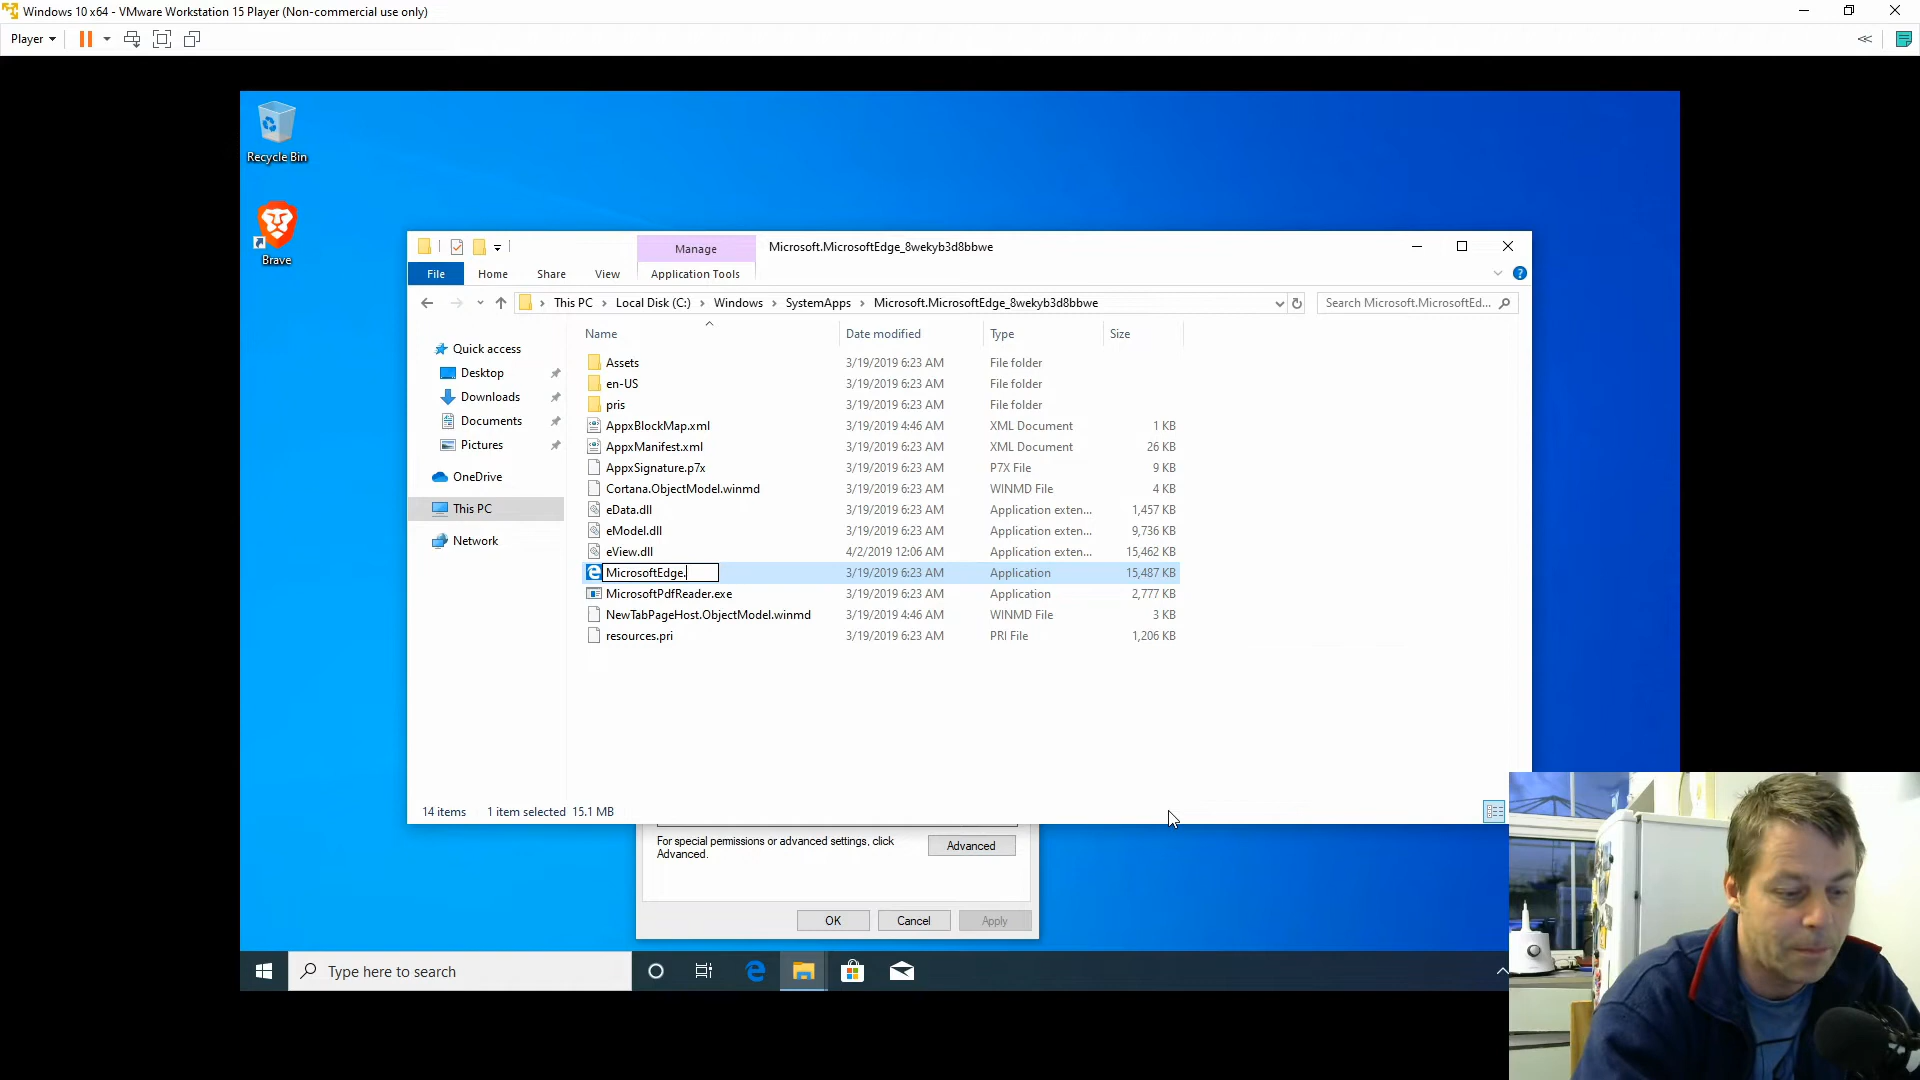 Windows 10 x64 - VMware Workstation 15 Player (Non-commercial use only)
Player
Recycle Bin
Brave
Manage
Microsoft.MicrosoftEdge_8wekyb3d8bbwe
File
Home
Share
View
Application Tools
This PC
Local Disk (C:)
Windows
SystemApps
Microsoft.MicrosoftEdge_8wekyb3d8bbwe
Search Microsoft.MicrosoftEd...
Name
Date modified
Type
Size
Quick access
Desktop
Downloads
Documents
Pictures
OneDrive
This PC
Network
Assets 3/19/2019 6:23 AM File folder
en-US 3/19/2019 6:23 AM File folder
pris 3/19/2019 6:23 AM File folder
AppxBlockMap.xml 3/19/2019 4:46 AM XML Document 1 KB
AppxManifest.xml 3/19/2019 6:23 AM XML Document 26 KB
AppxSignature.p7x 3/19/2019 6:23 AM P7X File 9 KB
Cortana.ObjectModel.winmd 3/19/2019 6:23 AM WINMD File 4 KB
eData.dll 3/19/2019 6:23 AM Application exten... 1,457 KB
eModel.dll 3/19/2019 6:23 AM Application exten... 9,736 KB
eView.dll 4/2/2019 12:06 AM Application exten... 15,462 KB
MicrosoftEdge. 3/19/2019 6:23 AM Application 15,487 KB
MicrosoftPdfReader.exe 3/19/2019 6:23 AM Application 2,777 KB
NewTabPageHost.ObjectModel.winmd 3/19/2019 4:46 AM WINMD File 3 KB
resources.pri 3/19/2019 6:23 AM PRI File 1,206 KB
14 items
1 item selected 15.1 MB
For special permissions or advanced settings, click
Advanced.
Advanced
OK
Cancel
Apply
Type here to search